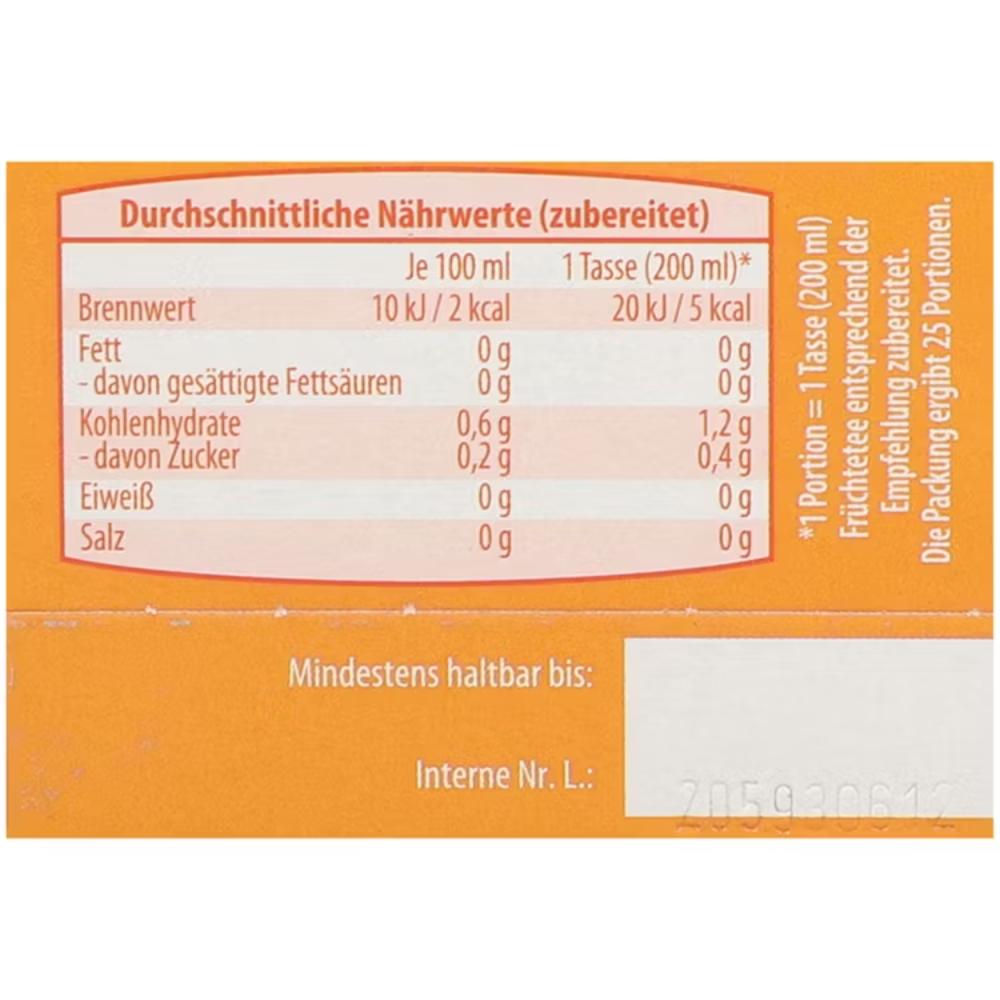 Durchschnittliche Nährwerte (zubereitet)
Je 100 ml 1 Tasse (200 ml)*
Brennwert 10 kJ / 2 kcal 20 kJ / 5 kcal
Fett 0 g 0 g
- davon gesättigte Fettsäuren 0 g 0 g
Kohlenhydrate 0,6 g 1,2 g
- davon Zucker 0,2 g 0,4 g
Eiweiß 0 g 0 g
Salz 0 g 0 g
*1 Portion = 1 Tasse (200 ml)
Früchtetee entsprechend der
Empfehlung zubereitet.
Die Packung ergibt 25 Portionen.
Mindestens haltbar bis:
Interne Nr. L.: